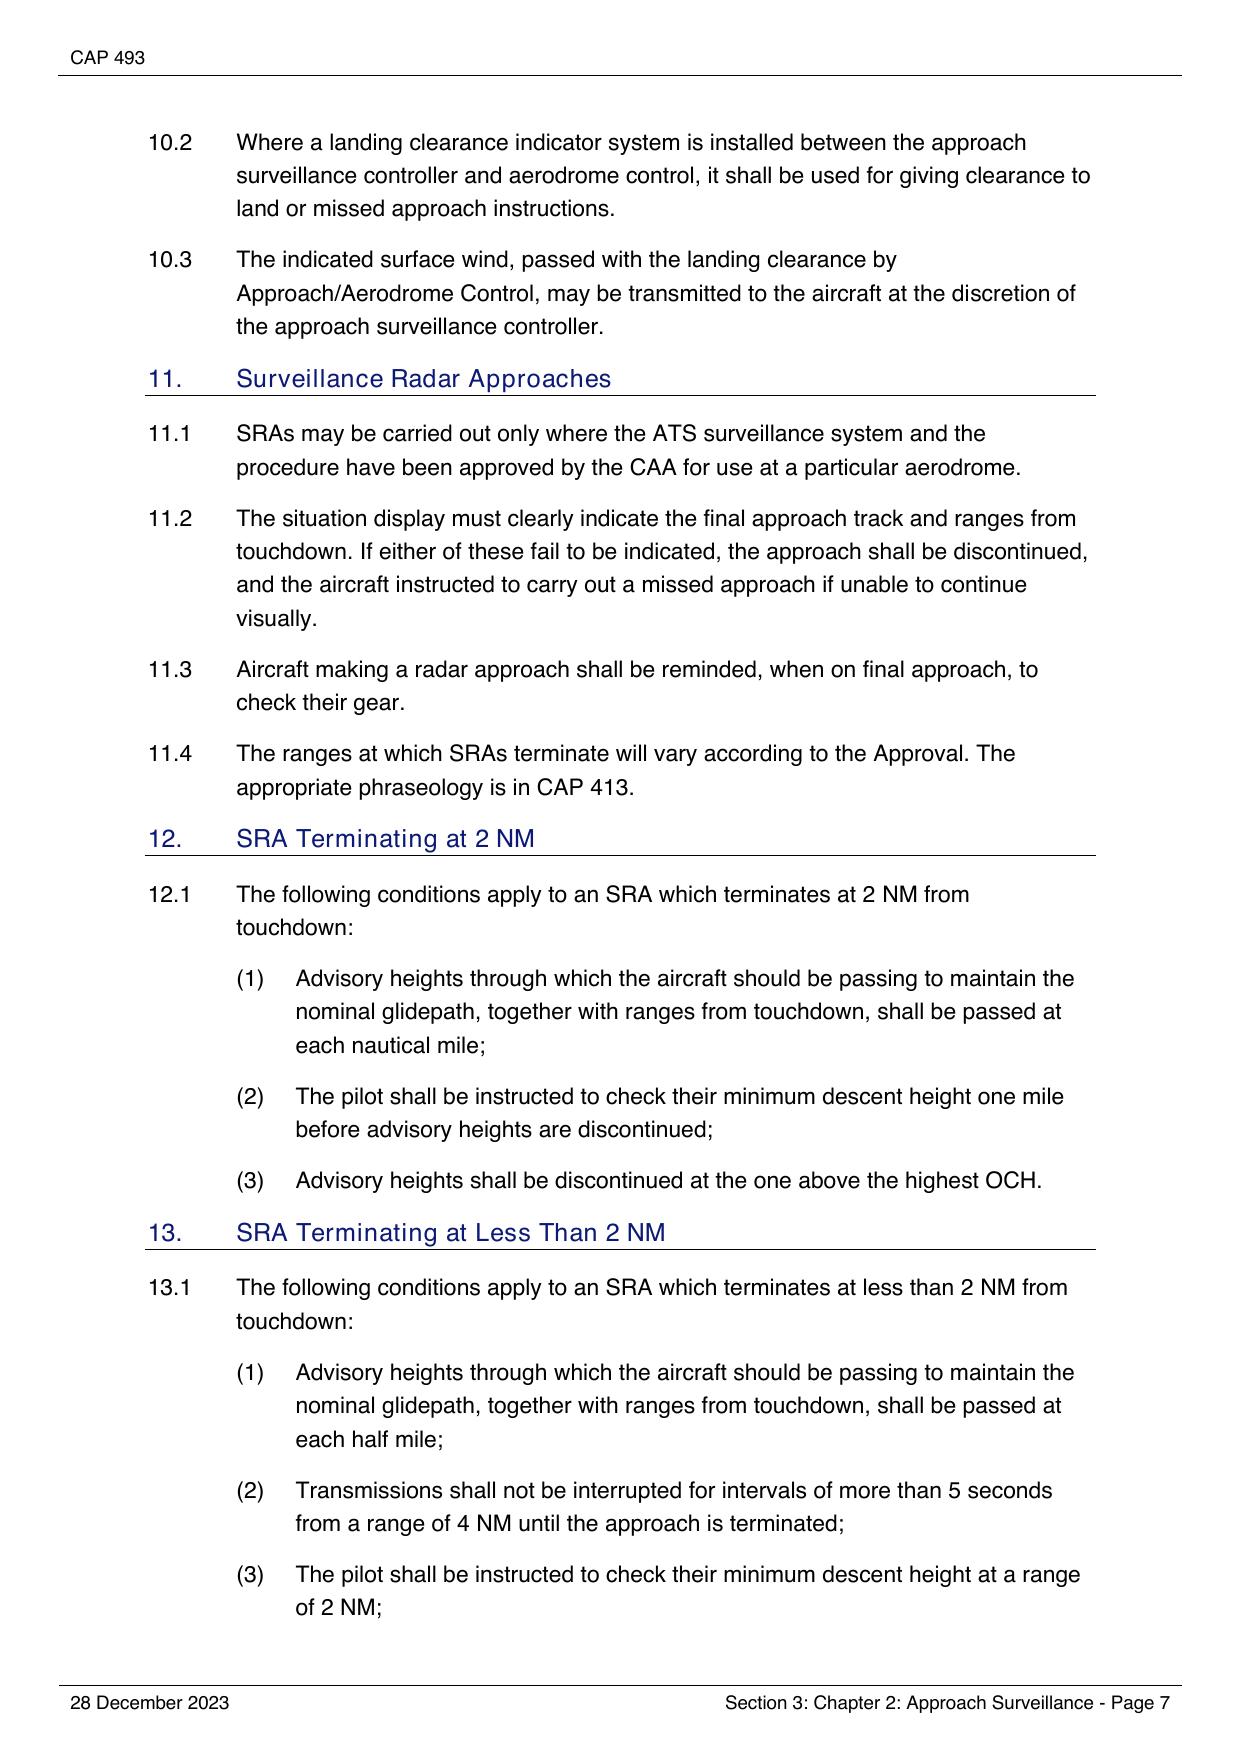 CAP 493
10.2 Where a landing clearance indicator system is installed between the approach
surveillance controller and aerodrome control, it shall be used for giving clearance to
land or missed approach instructions.
10.3 The indicated surface wind, passed with the landing clearance by
Approach/Aerodrome Control, may be transmitted to the aircraft at the discretion of
the approach surveillance controller.
11. Surveillance Radar Approaches
11.1 SRAs may be carried out only where the ATS surveillance system and the
procedure have been approved by the CAA for use at a particular aerodrome.
11.2 The situation display must clearly indicate the final approach track and ranges from
touchdown. If either of these fail to be indicated, the approach shall be discontinued,
and the aircraft instructed to carry out a missed approach if unable to continue
visually.
11.3 Aircraft making a radar approach shall be reminded, when on final approach, to
check their gear.
11.4 The ranges at which SRAs terminate will vary according to the Approval. The
appropriate phraseology is in CAP 413.
12. SRA Terminating at 2 NM
12.1 The following conditions apply to an SRA which terminates at 2 NM from
touchdown:
(1) Advisory heights through which the aircraft should be passing to maintain the
nominal glidepath, together with ranges from touchdown, shall be passed at
each nautical mile;
(2) The pilot shall be instructed to check their minimum descent height one mile
before advisory heights are discontinued;
(3) Advisory heights shall be discontinued at the one above the highest OCH.
13. SRA Terminating at Less Than 2 NM
13.1 The following conditions apply to an SRA which terminates at less than 2 NM from
touchdown:
(1) Advisory heights through which the aircraft should be passing to maintain the
nominal glidepath, together with ranges from touchdown, shall be passed at
each half mile;
(2) Transmissions shall not be interrupted for intervals of more than 5 seconds
from a range of 4 NM until the approach is terminated;
(3) The pilot shall be instructed to check their minimum descent height at a range
of 2 NM;
28 December 2023 Section 3: Chapter 2: Approach Surveillance - Page 7